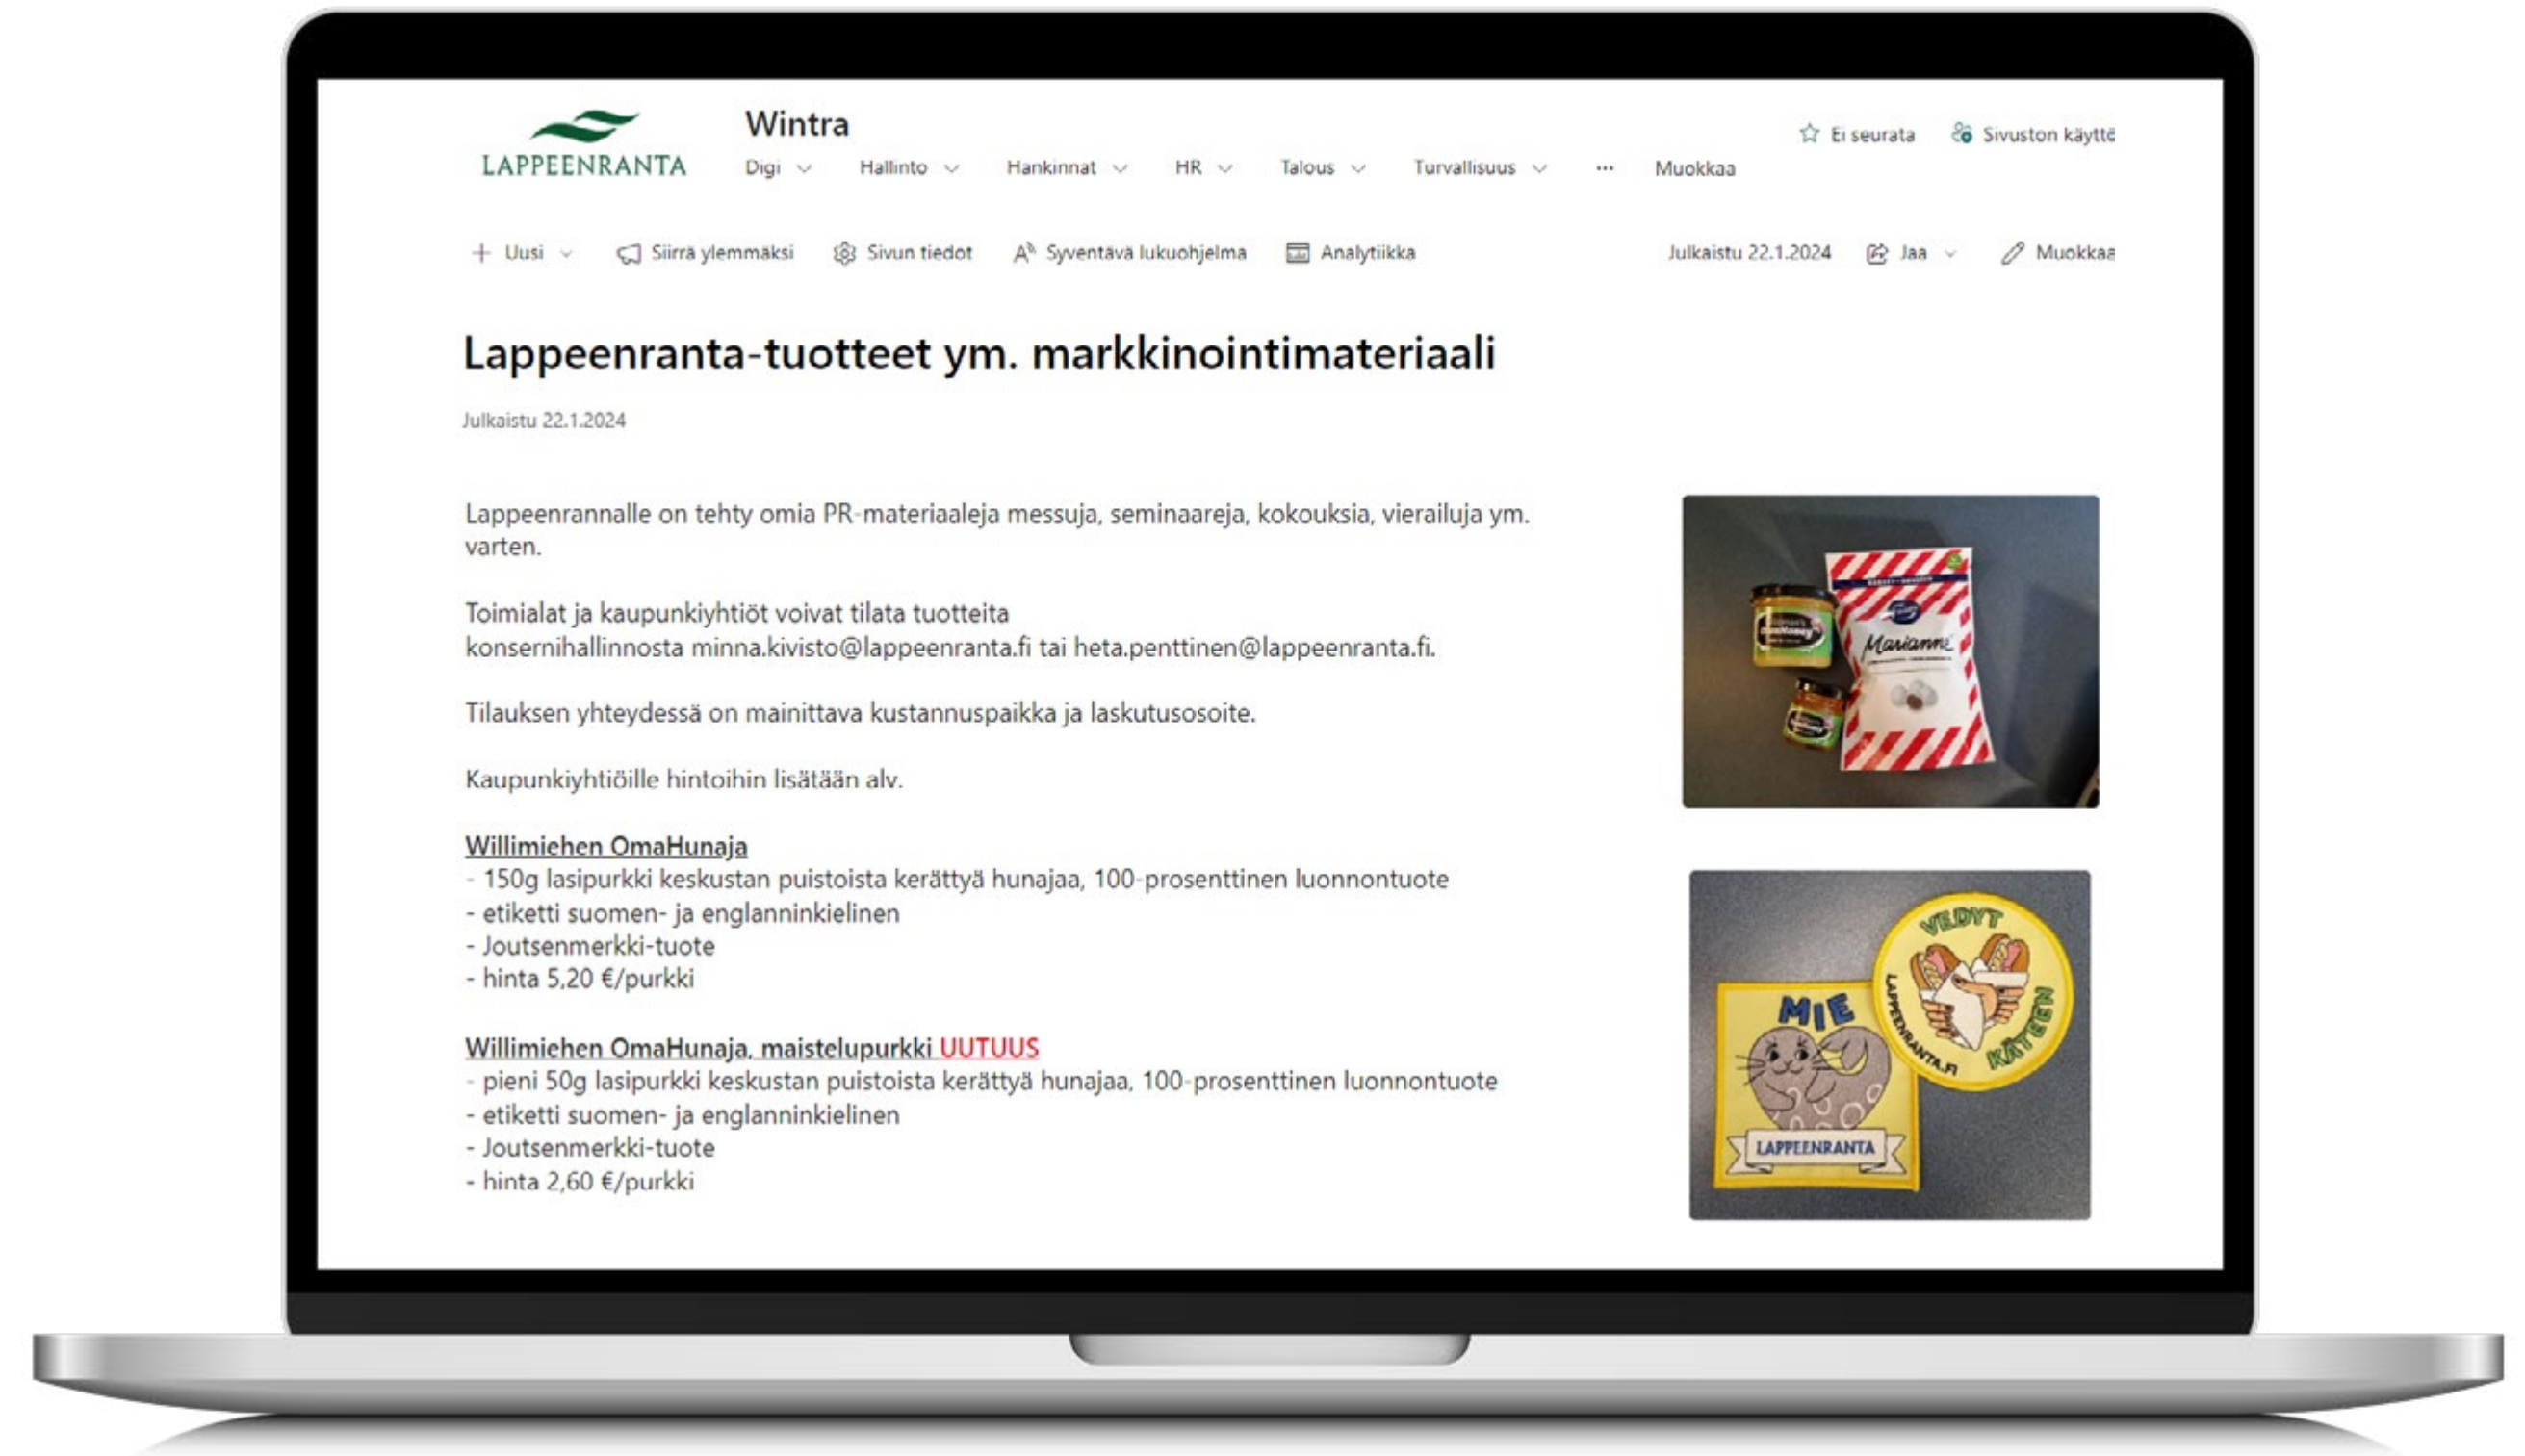 LAPPEENRANTA
Wintra
Ei seurata Sivuston käyttö
Digi Hallinto Hankinnat HR Talous Turvallisuus ... Muokkaa
Uusi Siirrä ylemmäksi Sivun tiedot Syventävä lukuohjelma Analytiikka Julkaistu 22.1.2024 Jaa Muokkaa
Lappeenranta-tuotteet ym. markkinointimateriaali
Julkaistu 22.1.2024
Lappeenrannalle on tehty omia PR-materiaaleja messuja, seminaareja, kokouksia, vierailuja ym.
varten.
Toimialat ja kaupunkiyhtiöt voivat tilata tuotteita
konsernihallinnosta minna.kivisto@lappeenranta.fi tai heta.penttinen@lappeenranta.fi.
Tilauksen yhteydessä on mainittava kustannuspaikka ja laskutusosoite.
Kaupunkiyhtiöille hintoihin lisätään alv.
Willimiehen OmaHunaja
- 150g lasipurkki keskustan puistoista kerättyä hunajaa, 100-prosenttinen luonnontuote
- etiketti suomen- ja englanninkielinen
- Joutsenmerkki-tuote
- hinta 5,20 €/purkki
Willimiehen OmaHunaja, maistelupurkki UUTUUS
- pieni 50g lasipurkki keskustan puistoista kerättyä hunajaa, 100-prosenttinen luonnontuote
- etiketti suomen- ja englanninkielinen
- Joutsenmerkki-tuote
- hinta 2,60 €/purkki
Marianne
VEDYT
KÄTEEN
LAPPEENRANTA.FI
MIE
LAPPEENRANTA